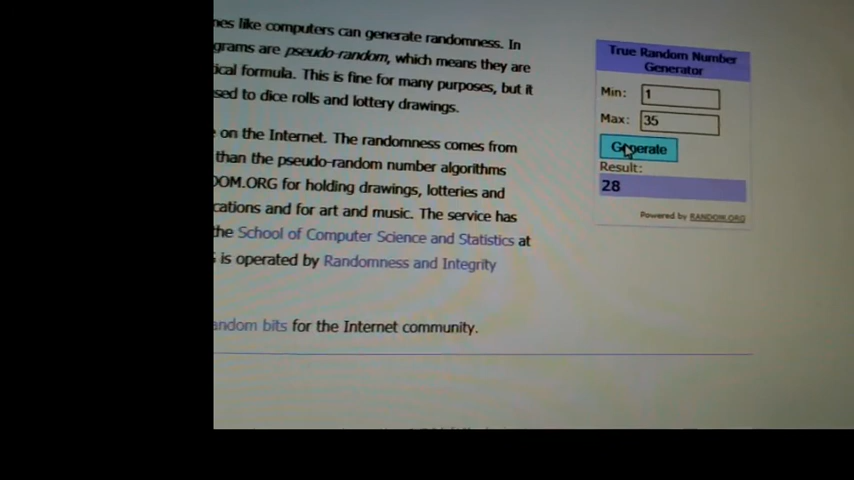 nes like computers can generate randomness. In
grams are pseudo-random, which means they are
ical formula. This is fine for many purposes, but it
sed to dice rolls and lottery drawings.
on the Internet. The randomness comes from
than the pseudo-random number algorithms
DOM.ORG for holding drawings, lotteries and
cations and for art and music. The service has
the School of Computer Science and Statistics at
is operated by Randomness and Integrity
andom bits for the Internet community.
True Random Number
Generator
Min: 1
Max: 35
Generate
Result:
28
Powered by RANDOM.ORG